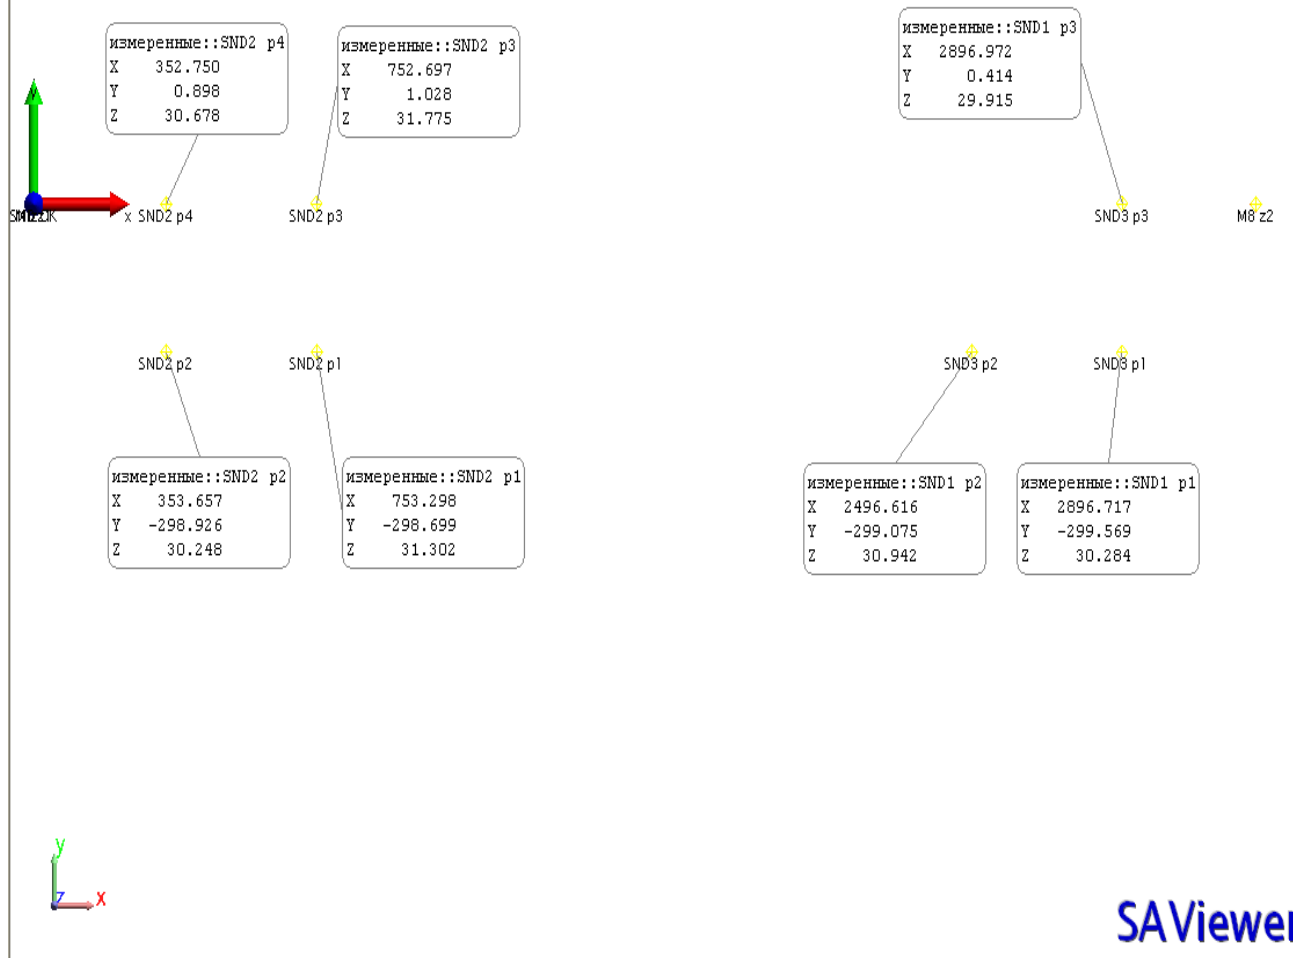 измеренные::SND2 p4
X 352.750
Y 0.898
Z 30.678
измеренные::SND2 p3
X 752.697
Y 1.028
Z 31.775
измеренные::SND1 p3
X 2896.972
Y 0.414
Z 29.915
x
SND2 p4
SND2 p3
SND3 p3
M8 z2
SND2 p2
SND2 p1
SND3 p2
SND3 p1
измеренные::SND2 p2
X 353.657
Y -298.926
Z 30.248
измеренные::SND2 p1
X 753.298
Y -298.699
Z 31.302
измеренные::SND1 p2
X 2496.616
Y -299.075
Z 30.942
измеренные::SND1 p1
X 2896.717
Y -299.569
Z 30.284
y
z
x
SAViewer